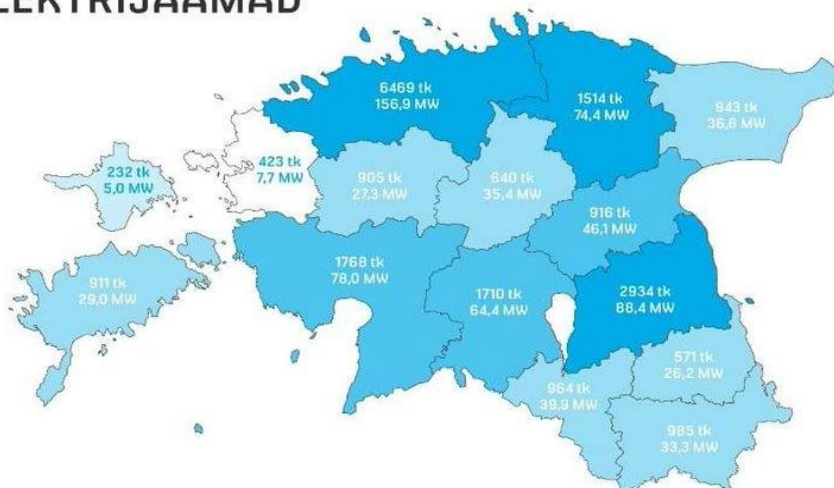 LEKTRIJAAMAD
6469 tk
156,9 MW
1514 tk
74,4 MW
943 tk
36,8 MW
232 tk
5,0 MW
423 tk
7,7 MW
905 tk
27,3 MW
640 tk
35,4 MW
916 tk
46,1 MW
911 tk
29,0 MW
1768 tk
78,0 MW
1710 tk
64,4 MW
2934 tk
88,4 MW
571 tk
26,2 MW
964 tk
39,9 MW
985 tk
33,3 MW